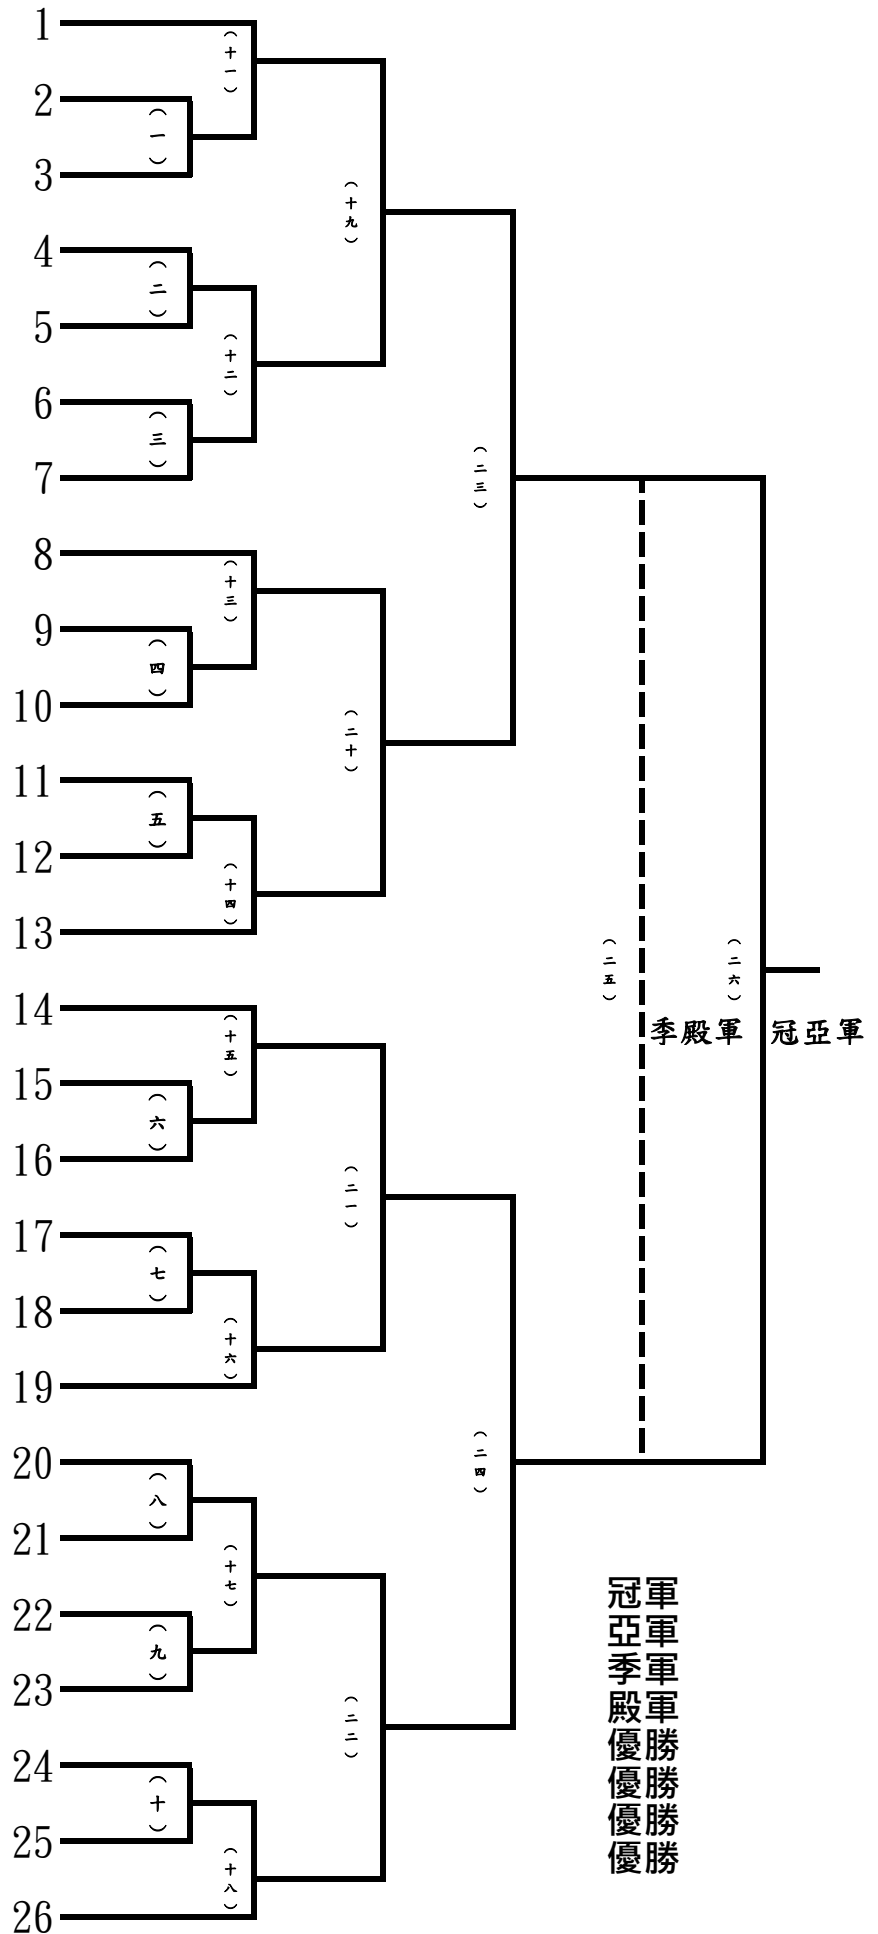 1
(十一)
2
(一)
3
(十九)
4
(二)
5
(十二)
6
(三)
7
(二三)
8
(十三)
9
(四)
10
(二十)
11
(五)
12
(十四)
13
(二五)
(二六)
14
(十五)
季殿軍
冠亞軍
15
(六)
16
(二一)
17
(七)
18
(十六)
19
(二四)
20
(八)
21
(十七)
22
(九)
23
(二二)
24
(十)
25
(十八)
26
冠軍
亞軍
季軍
殿軍
優勝
優勝
優勝
優勝